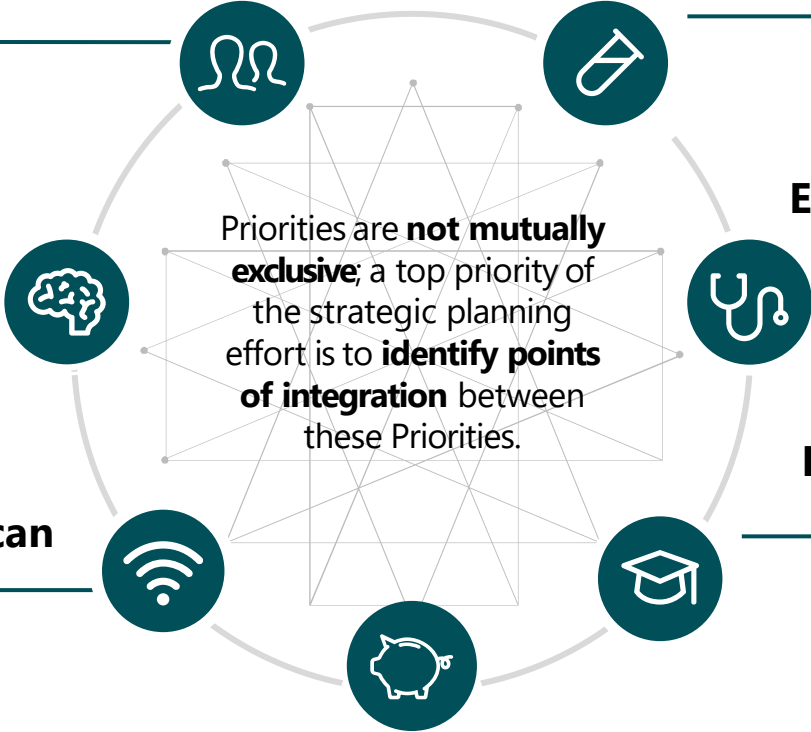 E
Priorities are not mutually
exclusive; a top priority of
the strategic planning
effort is to identify points
of integration between
these Priorities.
can